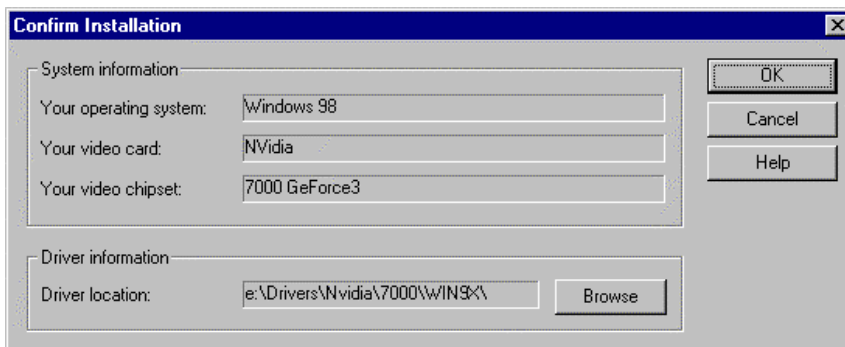 Confirm Installation
System information
Your operating system: Windows 98
Your video card: NVidia
Your video chipset: 7000 GeForce3
OK
Cancel
Help
Driver information
Driver location: e:\Drivers\Nvidia\7000\WIN9X\ Browse